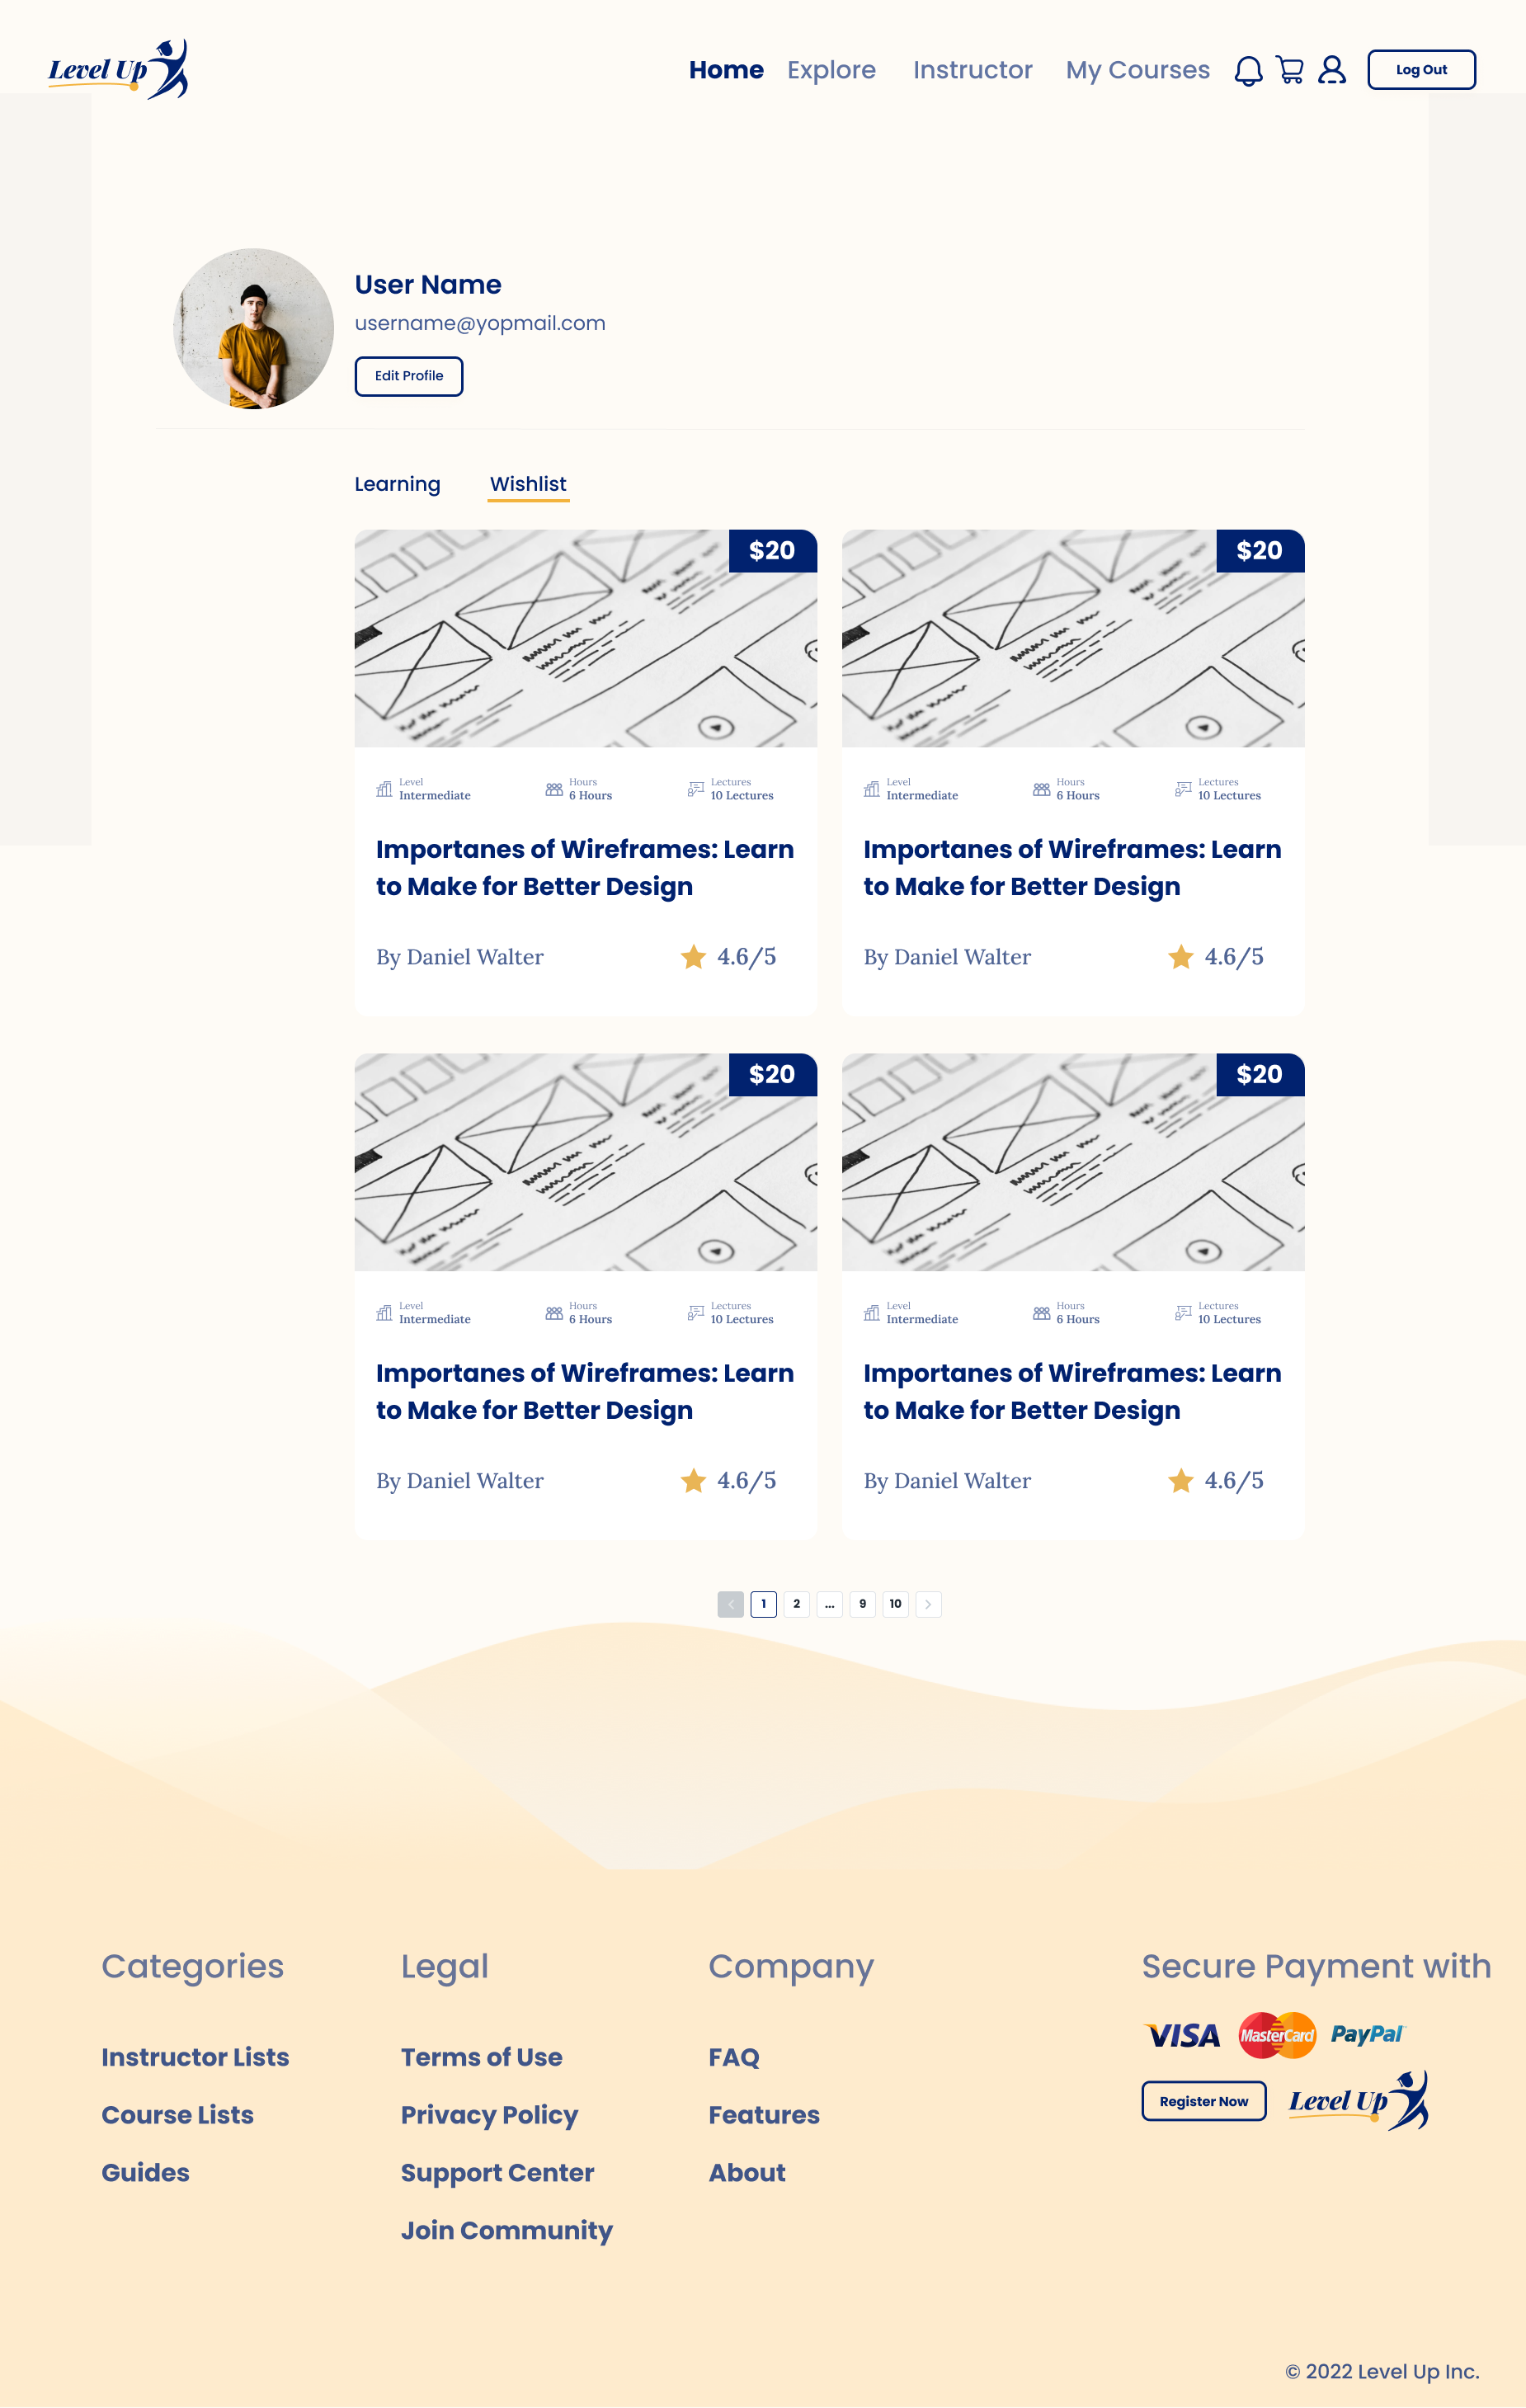 Level Up
Home Explore Instructor My Courses Log Out
User Name
username@yopmail.com
Edit Profile
Learning Wishlist
$20
Level
Intermediate
Hours
6 Hours
Lectures
10 Lectures
Importanes of Wireframes: Learn
to Make for Better Design
By Daniel Walter 4.6/5
$20
Level
Intermediate
Hours
6 Hours
Lectures
10 Lectures
Importanes of Wireframes: Learn
to Make for Better Design
By Daniel Walter 4.6/5
$20
Level
Intermediate
Hours
6 Hours
Lectures
10 Lectures
Importanes of Wireframes: Learn
to Make for Better Design
By Daniel Walter 4.6/5
$20
Level
Intermediate
Hours
6 Hours
Lectures
10 Lectures
Importanes of Wireframes: Learn
to Make for Better Design
By Daniel Walter 4.6/5
1 2 ... 9 10
Categories
Instructor Lists
Course Lists
Guides
Legal
Terms of Use
Privacy Policy
Support Center
Join Community
Company
FAQ
Features
About
Secure Payment with
VISA MasterCard PayPal
Register Now Level Up
© 2022 Level Up Inc.